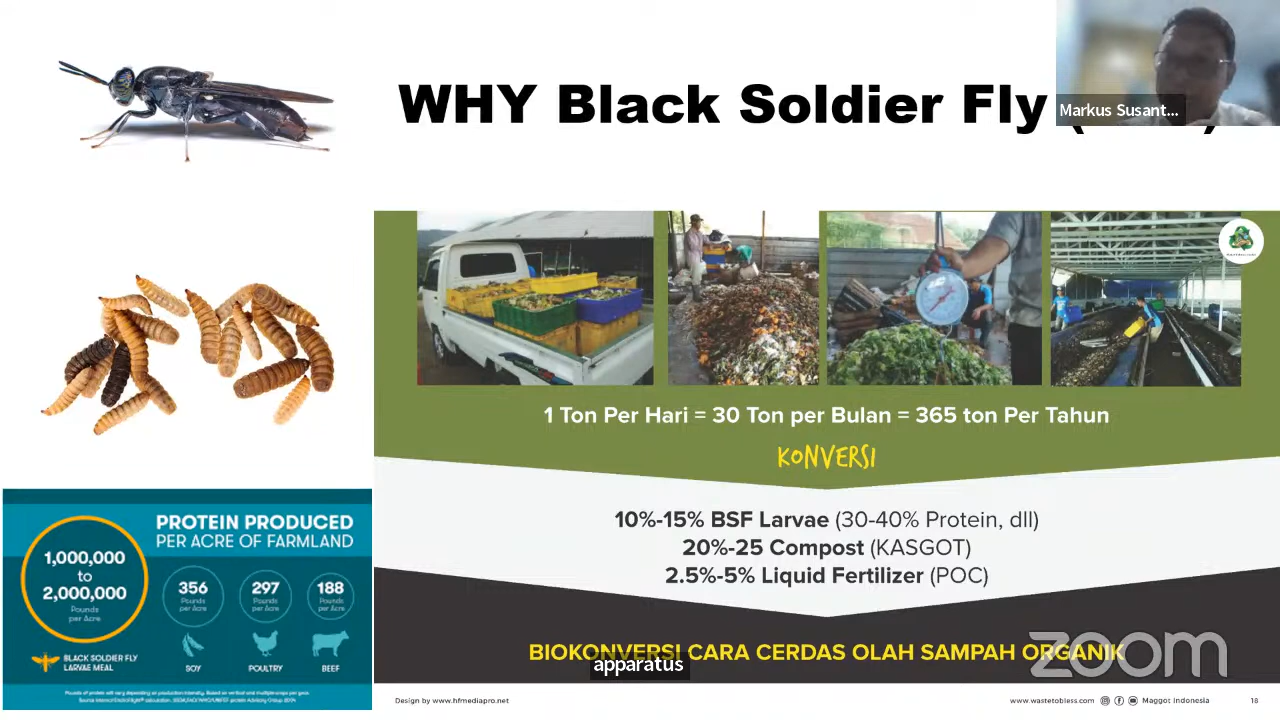 WHY Black Soldier Fly
Markus Susant...
1 Ton Per Hari = 30 Ton per Bulan = 365 ton Per Tahun
KONVERSI
10%-15% BSF Larvae (30-40% Protein, dll)
20%-25 Compost (KASGOT)
2.5%-5% Liquid Fertilizer (POC)
BIOKONVERSI CARA CERDAS OLAH SAMPAH ORGANIK
apparatus
zoom
PROTEIN PRODUCED
PER ACRE OF FARMLAND
1,000,000
to
2,000,000
Pounds
per Acre
356
Pounds
per Acre
297
Pounds
per Acre
188
Pounds
per Acre
BLACK SOLDIER FLY
LARVAE MEAL
SOY
POULTRY
BEEF
Design by www.hfmediapro.net
www.wastetobless.com
Maggot Indonesia
18